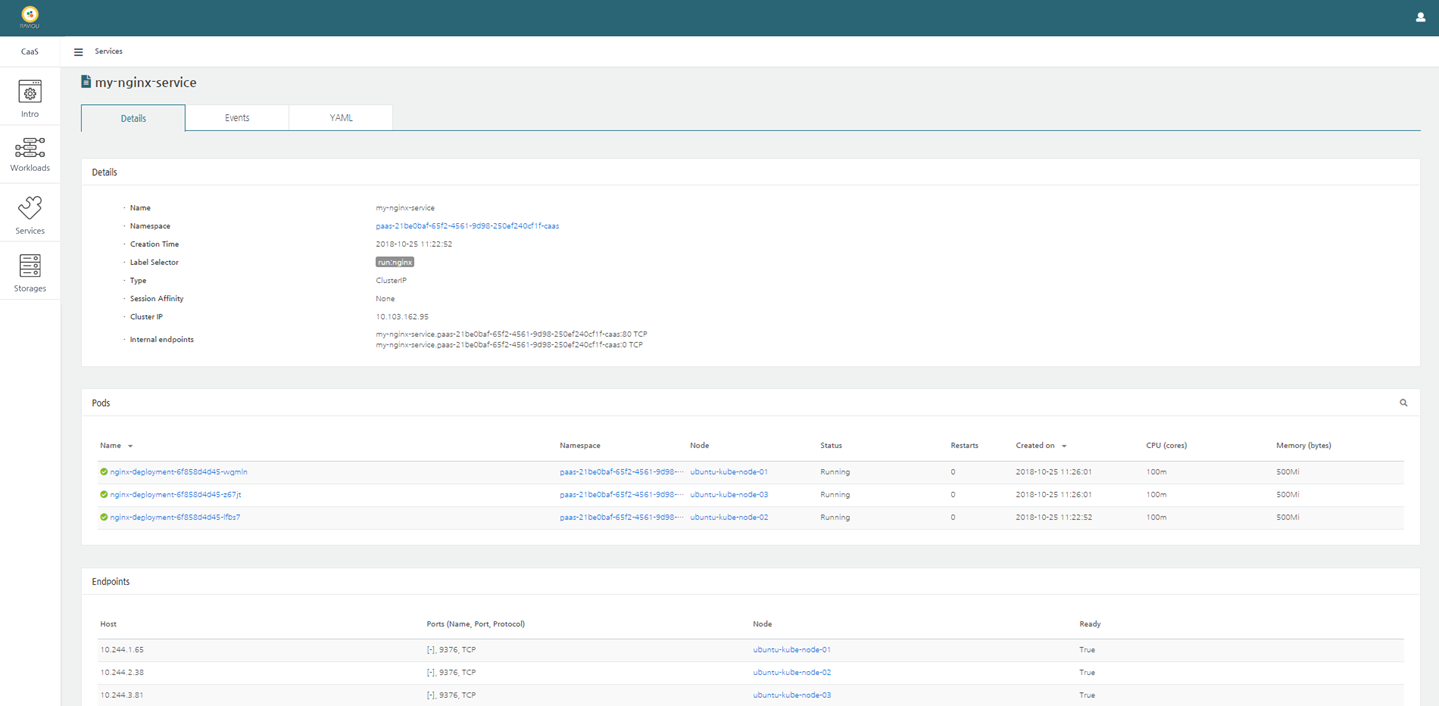 RAVIOLI
CaaS
Services
Intro
Workloads
Services
Storages
my-nginx-service
Details Events YAML
Details
· Name my-nginx-service
· Namespace paas-21be0baf-65f2-4561-9d98-250ef240cf1f-caas
· Creation Time 2018-10-25 11:22:52
· Label Selector run:nginx
· Type ClusterIP
· Session Affinity None
· Cluster IP 10.103.162.95
· Internal endpoints my-nginx-service.paas-21be0baf-65f2-4561-9d98-250ef240cf1f-caas:80 TCP
my-nginx-service.paas-21be0baf-65f2-4561-9d98-250ef240cf1f-caas:0 TCP
Pods
Name Namespace Node Status Restarts Created on CPU (cores) Memory (bytes)
nginx-deployment-6f858d4d45-wgmln paas-21be0baf-65f2-4561-9d98-··· ubuntu-kube-node-01 Running 0 2018-10-25 11:26:01 100m 500Mi
nginx-deployment-6f858d4d45-z67jt paas-21be0baf-65f2-4561-9d98-··· ubuntu-kube-node-03 Running 0 2018-10-25 11:26:01 100m 500Mi
nginx-deployment-6f858d4d45-lfbs7 paas-21be0baf-65f2-4561-9d98-··· ubuntu-kube-node-02 Running 0 2018-10-25 11:22:52 100m 500Mi
Endpoints
Host Ports (Name, Port, Protocol) Node Ready
10.244.1.65 [-], 9376, TCP ubuntu-kube-node-01 True
10.244.2.38 [-], 9376, TCP ubuntu-kube-node-02 True
10.244.3.81 [-], 9376, TCP ubuntu-kube-node-03 True